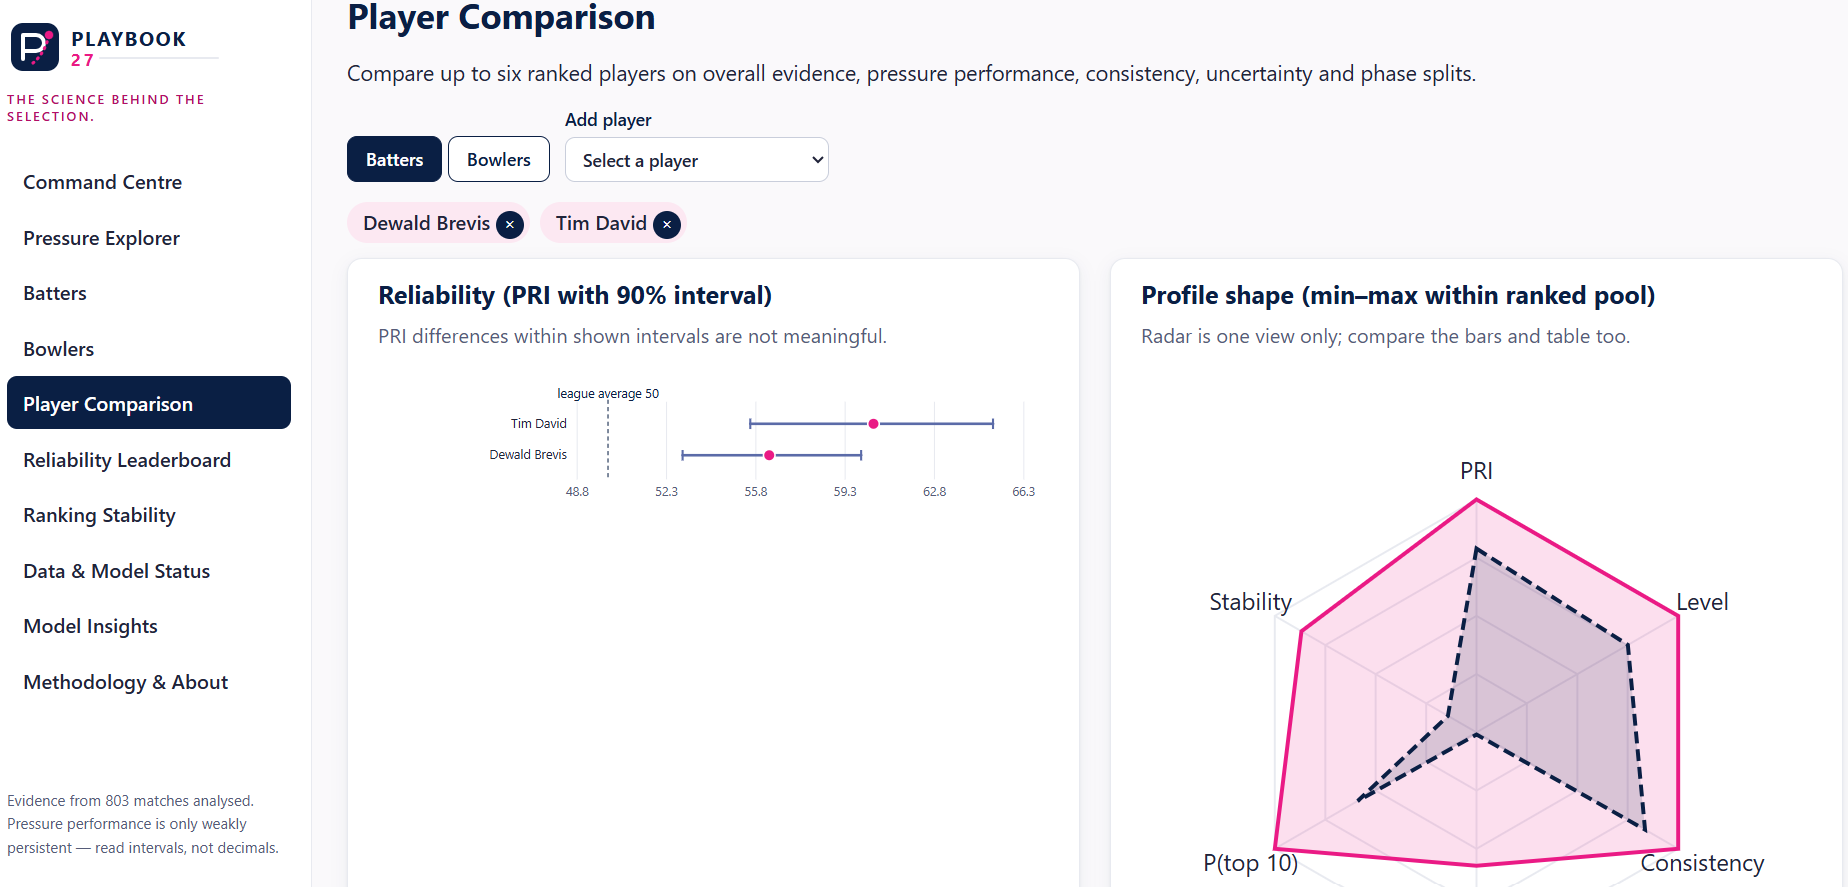 PLAYBOOK
27
THE SCIENCE BEHIND THE
SELECTION.
Command Centre
Pressure Explorer
Batters
Bowlers
Player Comparison
Reliability Leaderboard
Ranking Stability
Data & Model Status
Model Insights
Methodology & About
Evidence from 803 matches analysed.
Pressure performance is only weakly
persistent — read intervals, not decimals.
Player Comparison
Compare up to six ranked players on overall evidence, pressure performance, consistency, uncertainty and phase splits.
Add player
Batters
Bowlers
Select a player
Dewald Brevis ×
Tim David ×
Reliability (PRI with 90% interval)
PRI differences within shown intervals are not meaningful.
league average 50
Tim David
Dewald Brevis
48.8 52.3 55.8 59.3 62.8 66.3
Profile shape (min–max within ranked pool)
Radar is one view only; compare the bars and table too.
PRI
Stability
Level
P(top 10)
Consistency